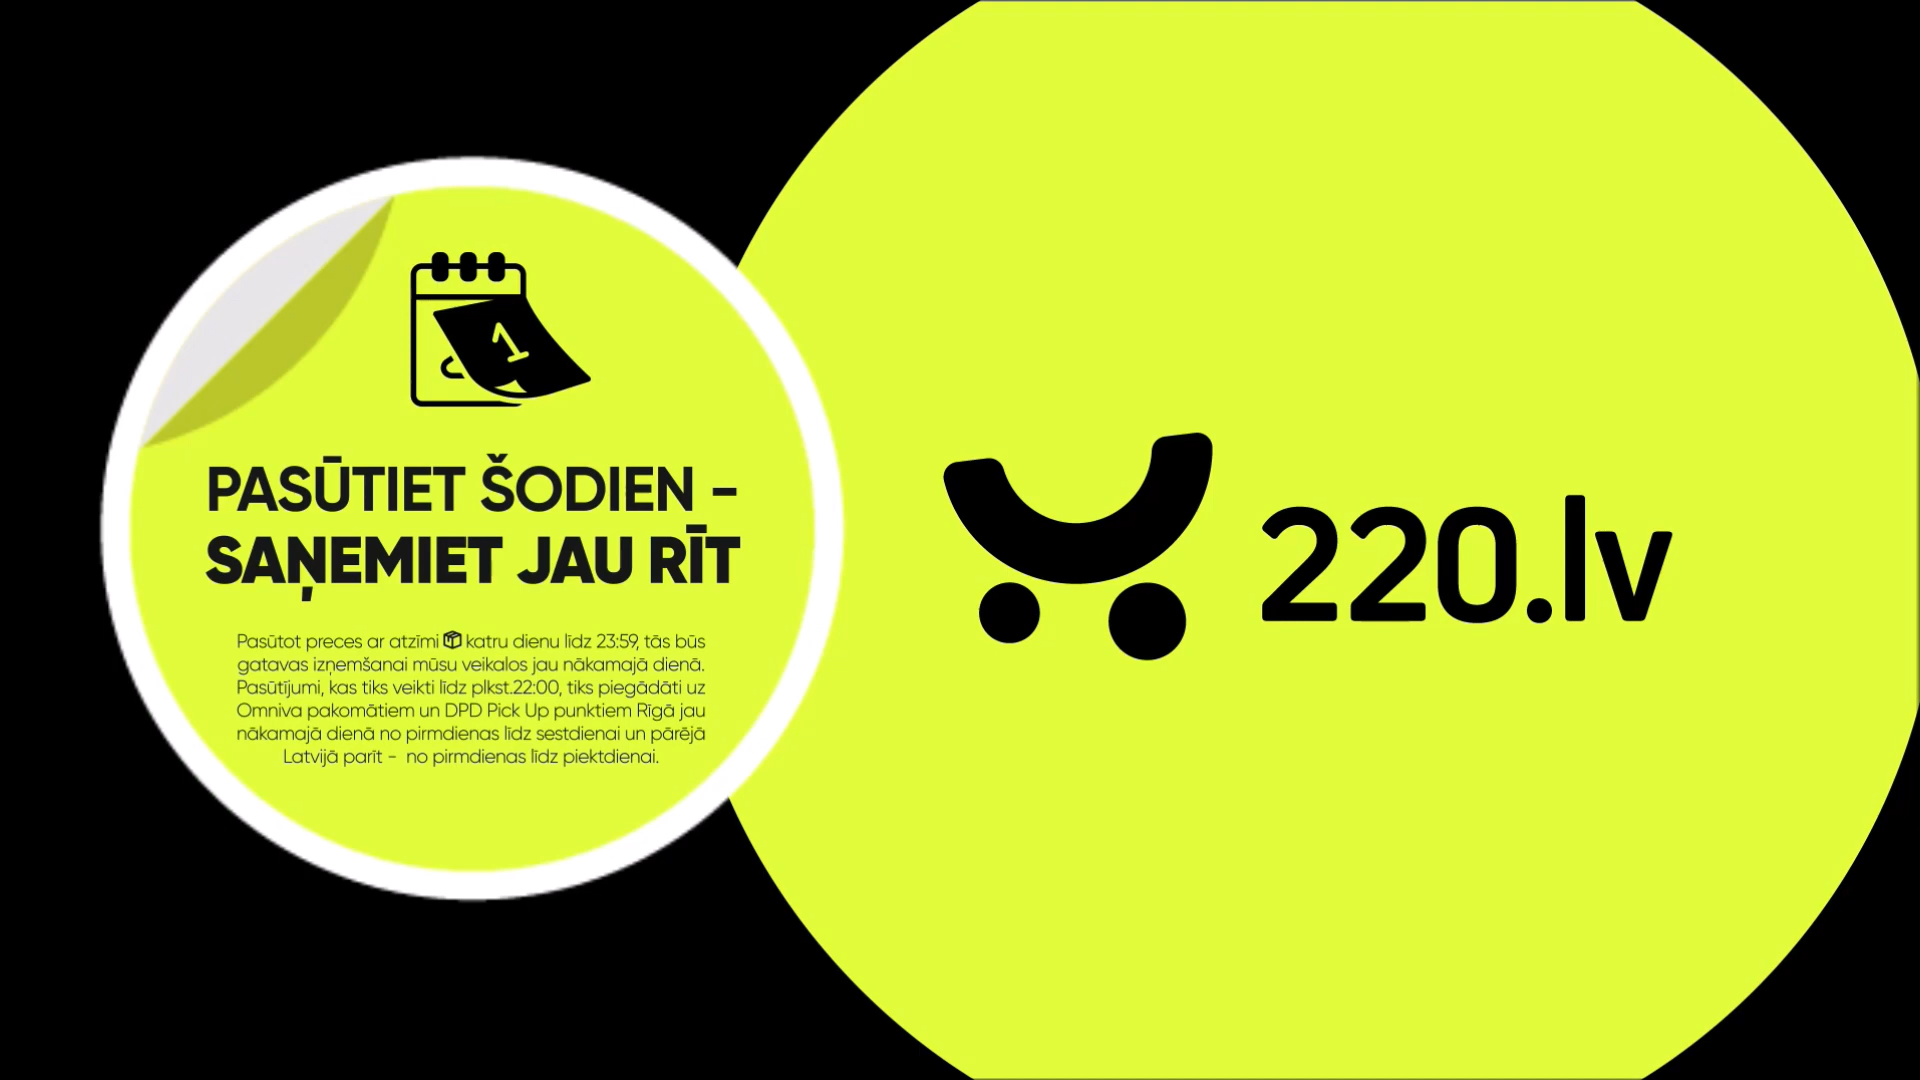 1
PASŪTIET ŠODIEN -
SAŅEMIET JAU RĪT
Pasūtot preces ar atzīmi katru dienu līdz 23:59, tās būs
gatavas izņemšanai mūsu veikalos jau nākamajā dienā.
Pasūtījumi, kas tiks veikti līdz plkst.22:00, tiks piegādāti uz
Omniva pakomātiem un DPD Pick Up punktiem Rīgā jau
nākamajā dienā no pirmdienas līdz sestdienai un pārējā
Latvijā parīt - no pirmdienas līdz piektdienai.
220.lv